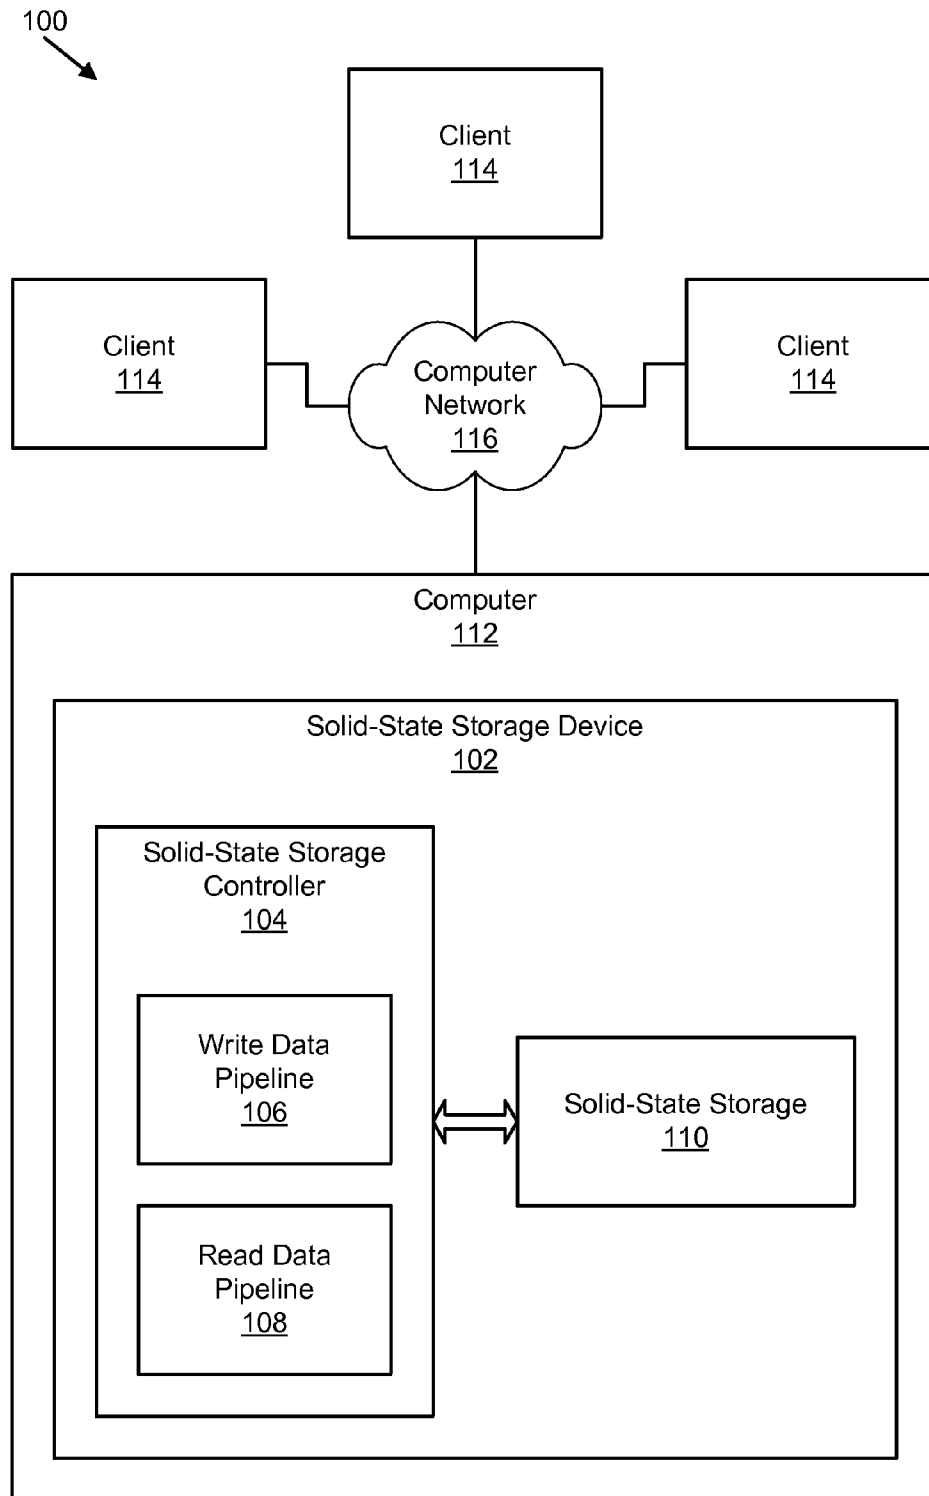 100
Client
114
Client
114
Computer
Network
116
Client
114
Computer
112
Solid-State Storage Device
102
Solid-State Storage
Controller
104
Write Data
Pipeline
106
Solid-State Storage
110
Read Data
Pipeline
108